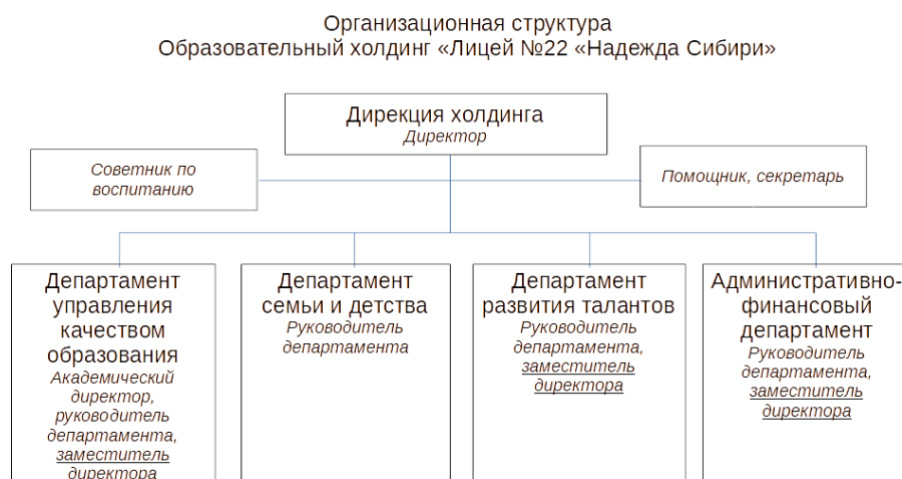 Организационная структура
Образовательный холдинг «Лицей №22 «Надежда Сибири»
Дирекция холдинга
Директор
Советник по
воспитанию
Помощник, секретарь
Департамент
управления
качеством
образования
Академический
директор,
руководитель
департамента,
заместитель
директора
Департамент
семьи и детства
Руководитель
департамента
Департамент
развития талантов
Руководитель
департамента,
заместитель
директора
Административно-
финансовый
департамент
Руководитель
департамента,
заместитель
директора